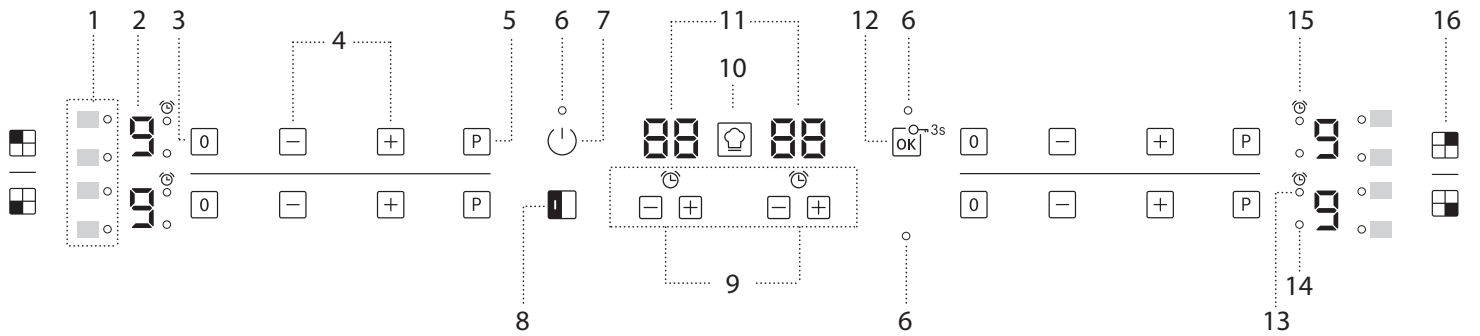 1 2 3 4 5 6 7 11 12 6 15 16
10
9 0 − + P 88 88 3s OK 0 − + P 9
9 0 − + P − + − + 0 − + P 9
9 14
8 6 13